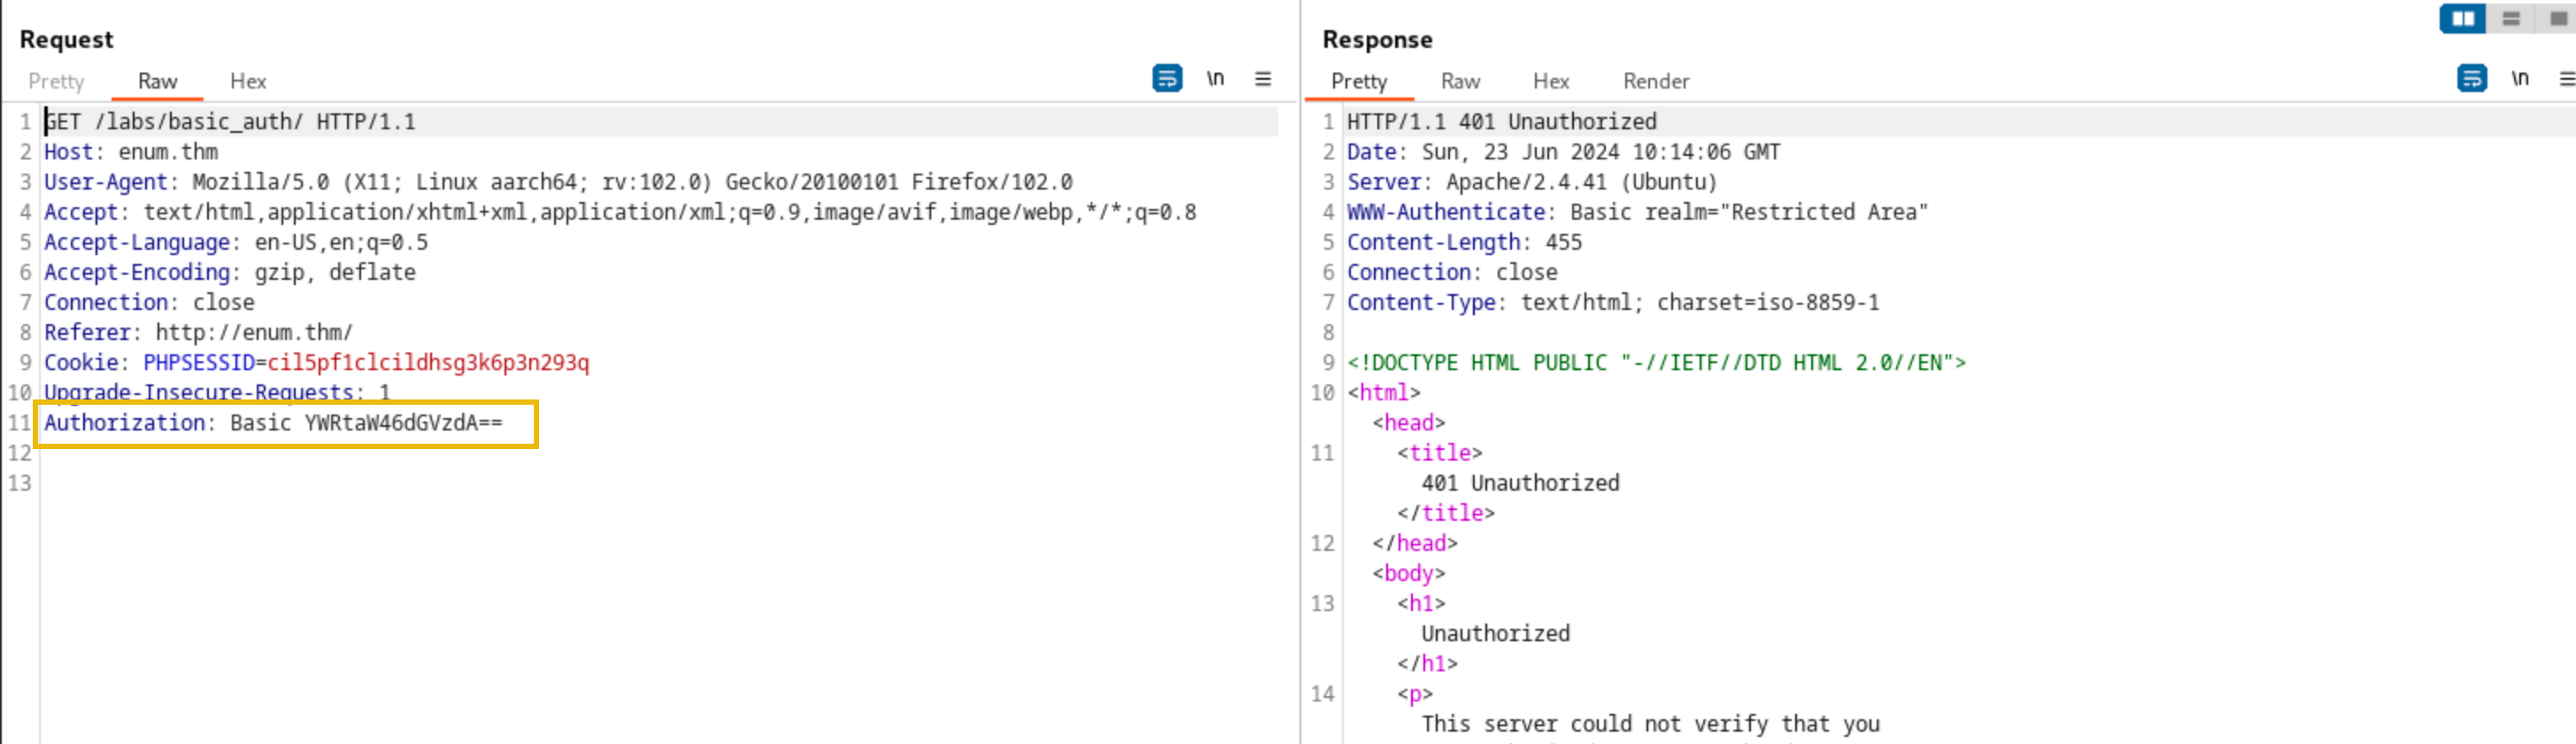 Request
Pretty Raw Hex
\n
1 GET /labs/basic_auth/ HTTP/1.1
2 Host: enum.thm
3 User-Agent: Mozilla/5.0 (X11; Linux aarch64; rv:102.0) Gecko/20100101 Firefox/102.0
4 Accept: text/html,application/xhtml+xml,application/xml;q=0.9,image/avif,image/webp,*/*;q=0.8
5 Accept-Language: en-US,en;q=0.5
6 Accept-Encoding: gzip, deflate
7 Connection: close
8 Referer: http://enum.thm/
9 Cookie: PHPSESSID=cil5pf1clcildhsg3k6p3n293q
10 Upgrade-Insecure-Requests: 1
11 Authorization: Basic YWRtaW46dGVzdA==
12
13
Response
Pretty Raw Hex Render
\n
1 HTTP/1.1 401 Unauthorized
2 Date: Sun, 23 Jun 2024 10:14:06 GMT
3 Server: Apache/2.4.41 (Ubuntu)
4 WWW-Authenticate: Basic realm="Restricted Area"
5 Content-Length: 455
6 Connection: close
7 Content-Type: text/html; charset=iso-8859-1
8
9 <!DOCTYPE HTML PUBLIC "-//IETF//DTD HTML 2.0//EN">
10 <html>
<head>
11 <title>
401 Unauthorized
</title>
12 </head>
<body>
13 <h1>
Unauthorized
</h1>
14 <p>
This server could not verify that you